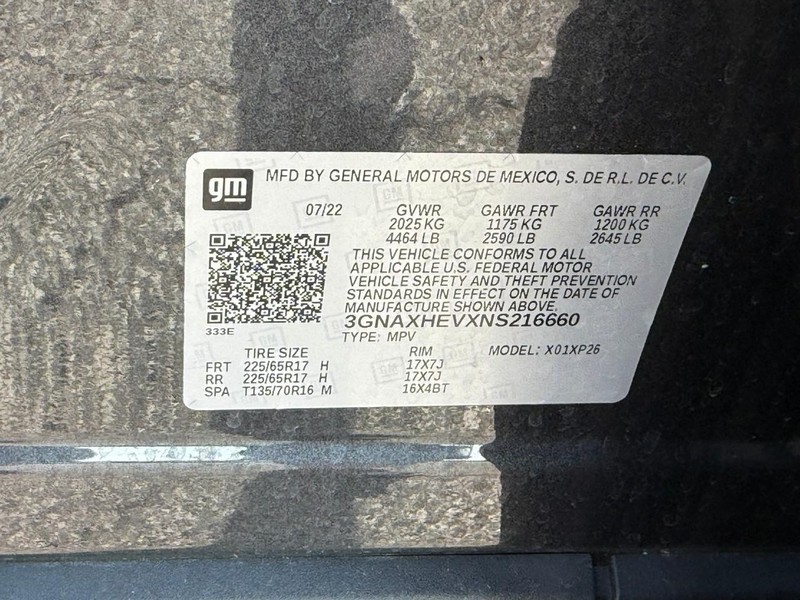 gm MFD BY GENERAL MOTORS DE MEXICO, S. DE R.L. DE C.V.
07/22 GVWR GAWR FRT GAWR RR
2025 KG 1175 KG 1200 KG
4464 LB 2590 LB 2645 LB
THIS VEHICLE CONFORMS TO ALL
APPLICABLE U.S. FEDERAL MOTOR
VEHICLE SAFETY AND THEFT PREVENTION
STANDARDS IN EFFECT ON THE DATE OF
MANUFACTURE SHOWN ABOVE.
3GNAXHEVXNS216660
333E
TYPE: MPV
TIRE SIZE RIM MODEL: X01XP26
FRT 225/65R17 H 17X7J
RR 225/65R17 H 17X7J
SPA T135/70R16 M 16X4BT